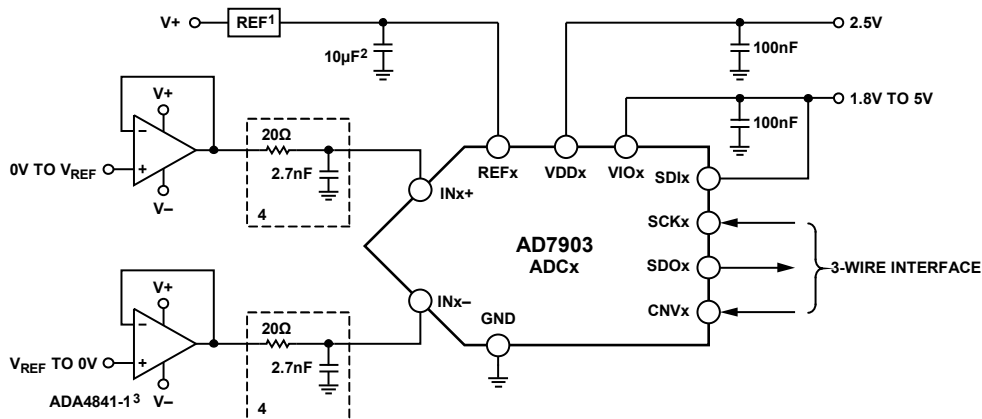 V+
REF1
10µF2
2.5V
100nF
1.8V TO 5V
100nF
V+
−
+
0V TO VREF
V−
20Ω
2.7nF
4
REFx
VDDx
VIOx
SDIx
INx+
SCKx
AD7903
ADCx
SDOx
3-WIRE INTERFACE
INx−
CNVx
GND
V+
−
+
VREF TO 0V
ADA4841-13
V−
20Ω
2.7nF
4